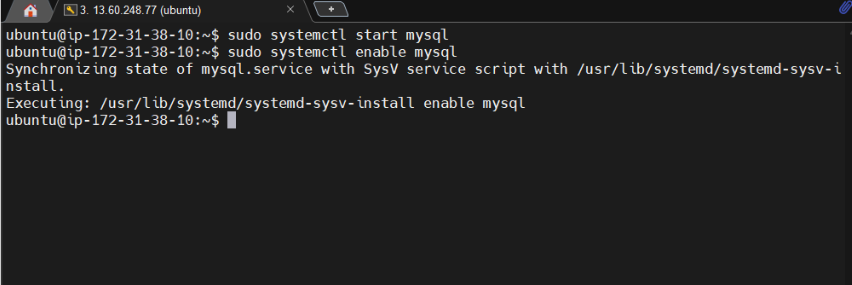 3. 13.60.248.77 (ubuntu)
ubuntu@ip-172-31-38-10:~$ sudo systemctl start mysql
ubuntu@ip-172-31-38-10:~$ sudo systemctl enable mysql
Synchronizing state of mysql.service with SysV service script with /usr/lib/systemd/systemd-sysv-i
nstall.
Executing: /usr/lib/systemd/systemd-sysv-install enable mysql
ubuntu@ip-172-31-38-10:~$